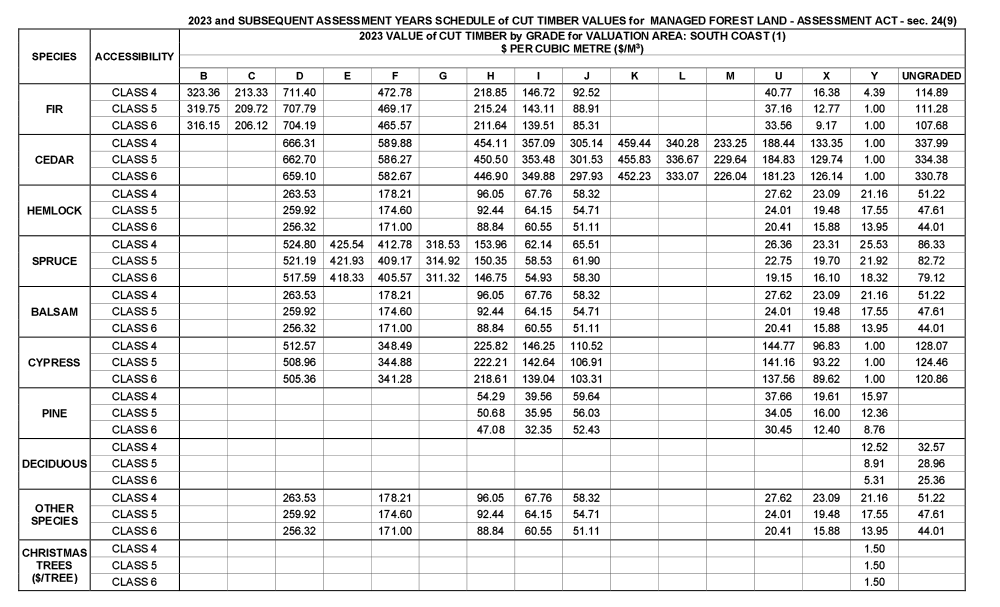 2023 and SUBSEQUENT ASSESSMENT YEARS SCHEDULE of CUT TIMBER VALUES for MANAGED FOREST LAND - ASSESSMENT ACT - sec. 24(9)
SPECIES ACCESSIBILITY 2023 VALUE of CUT TIMBER by GRADE for VALUATION AREA: SOUTH COAST (1)
$ PER CUBIC METRE ($/M³)
B C D E F G H I J K L M U X Y UNGRADED
FIR CLASS 4 323.36 213.33 711.40 472.78 218.85 146.72 92.52 40.77 16.38 4.39 114.89
CLASS 5 319.75 209.72 707.79 469.17 215.24 143.11 88.91 37.16 12.77 1.00 111.28
CLASS 6 316.15 206.12 704.19 465.57 211.64 139.51 85.31 33.56 9.17 1.00 107.68
CEDAR CLASS 4 666.31 589.88 454.11 357.09 305.14 459.44 340.28 233.25 188.44 133.35 1.00 337.99
CLASS 5 662.70 586.27 450.50 353.48 301.53 455.83 336.67 229.64 184.83 129.74 1.00 334.38
CLASS 6 659.10 582.67 446.90 349.88 297.93 452.23 333.07 226.04 181.23 126.14 1.00 330.78
HEMLOCK CLASS 4 263.53 178.21 96.05 67.76 58.32 27.62 23.09 21.16 51.22
CLASS 5 259.92 174.60 92.44 64.15 54.71 24.01 19.48 17.55 47.61
CLASS 6 256.32 171.00 88.84 60.55 51.11 20.41 15.88 13.95 44.01
SPRUCE CLASS 4 524.80 425.54 412.78 318.53 153.96 62.14 65.51 26.36 23.31 25.53 86.33
CLASS 5 521.19 421.93 409.17 314.92 150.35 58.53 61.90 22.75 19.70 21.92 82.72
CLASS 6 517.59 418.33 405.57 311.32 146.75 54.93 58.30 19.15 16.10 18.32 79.12
BALSAM CLASS 4 263.53 178.21 96.05 67.76 58.32 27.62 23.09 21.16 51.22
CLASS 5 259.92 174.60 92.44 64.15 54.71 24.01 19.48 17.55 47.61
CLASS 6 256.32 171.00 88.84 60.55 51.11 20.41 15.88 13.95 44.01
CYPRESS CLASS 4 512.57 348.49 225.82 146.25 110.52 144.77 96.83 1.00 128.07
CLASS 5 508.96 344.88 222.21 142.64 106.91 141.16 93.22 1.00 124.46
CLASS 6 505.36 341.28 218.61 139.04 103.31 137.56 89.62 1.00 120.86
PINE CLASS 4 54.29 39.56 59.64 37.66 19.61 15.97
CLASS 5 50.68 35.95 56.03 34.05 16.00 12.36
CLASS 6 47.08 32.35 52.43 30.45 12.40 8.76
DECIDUOUS CLASS 4 12.52 32.57
CLASS 5 8.91 28.96
CLASS 6 5.31 25.36
OTHER SPECIES CLASS 4 263.53 178.21 96.05 67.76 58.32 27.62 23.09 21.16 51.22
CLASS 5 259.92 174.60 92.44 64.15 54.71 24.01 19.48 17.55 47.61
CLASS 6 256.32 171.00 88.84 60.55 51.11 20.41 15.88 13.95 44.01
CHRISTMAS TREES ($/TREE) CLASS 4 1.50
CLASS 5 1.50
CLASS 6 1.50